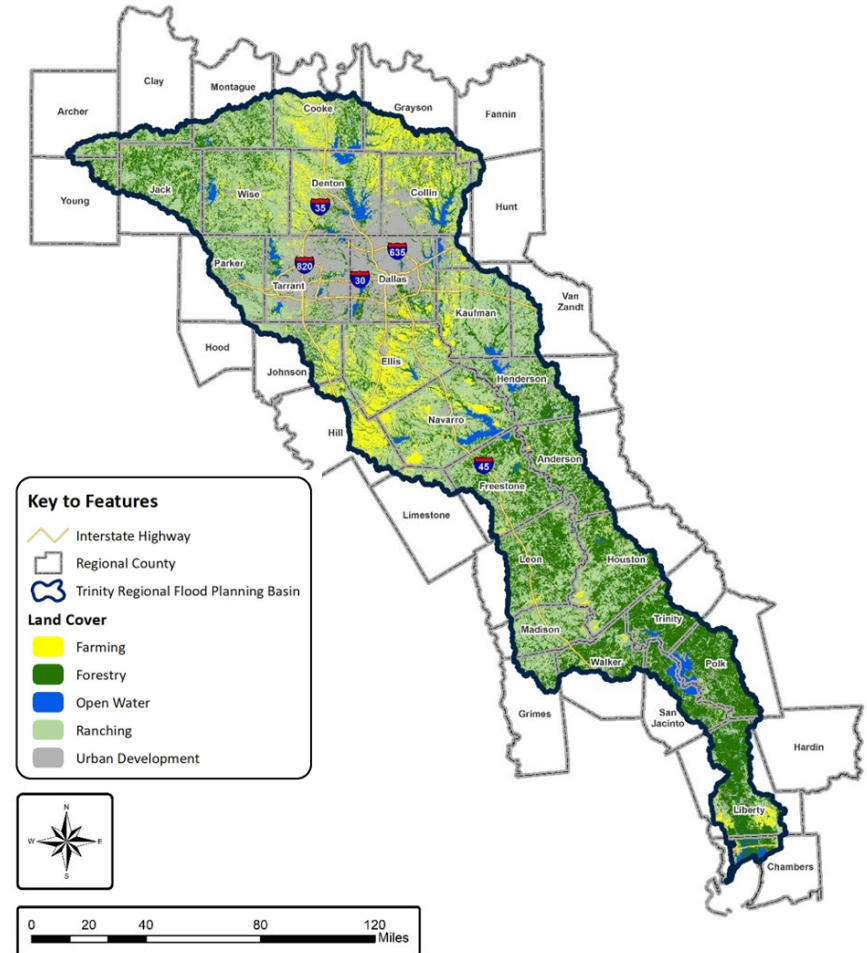 Clay
Montague
Cooke
Grayson
Archer
Fannin
Young
Jack
Wise
Denton
Collin
Hunt
35
Parker
820
635
30
Tarrant
Dallas
Van
Zandt
Kaufman
Hood
Johnson
Ellis
Henderson
Hill
Navarro
Anderson
45
Freestone
Limestone
Leon
Houston
Madison
Trinity
Walker
Polk
Grimes
San
Jacinto
Hardin
Liberty
Chambers
Key to Features
Interstate Highway
Regional County
Trinity Regional Flood Planning Basin
Land Cover
Farming
Forestry
Open Water
Ranching
Urban Development
N
W E
S
0 20 40 80 120
Miles